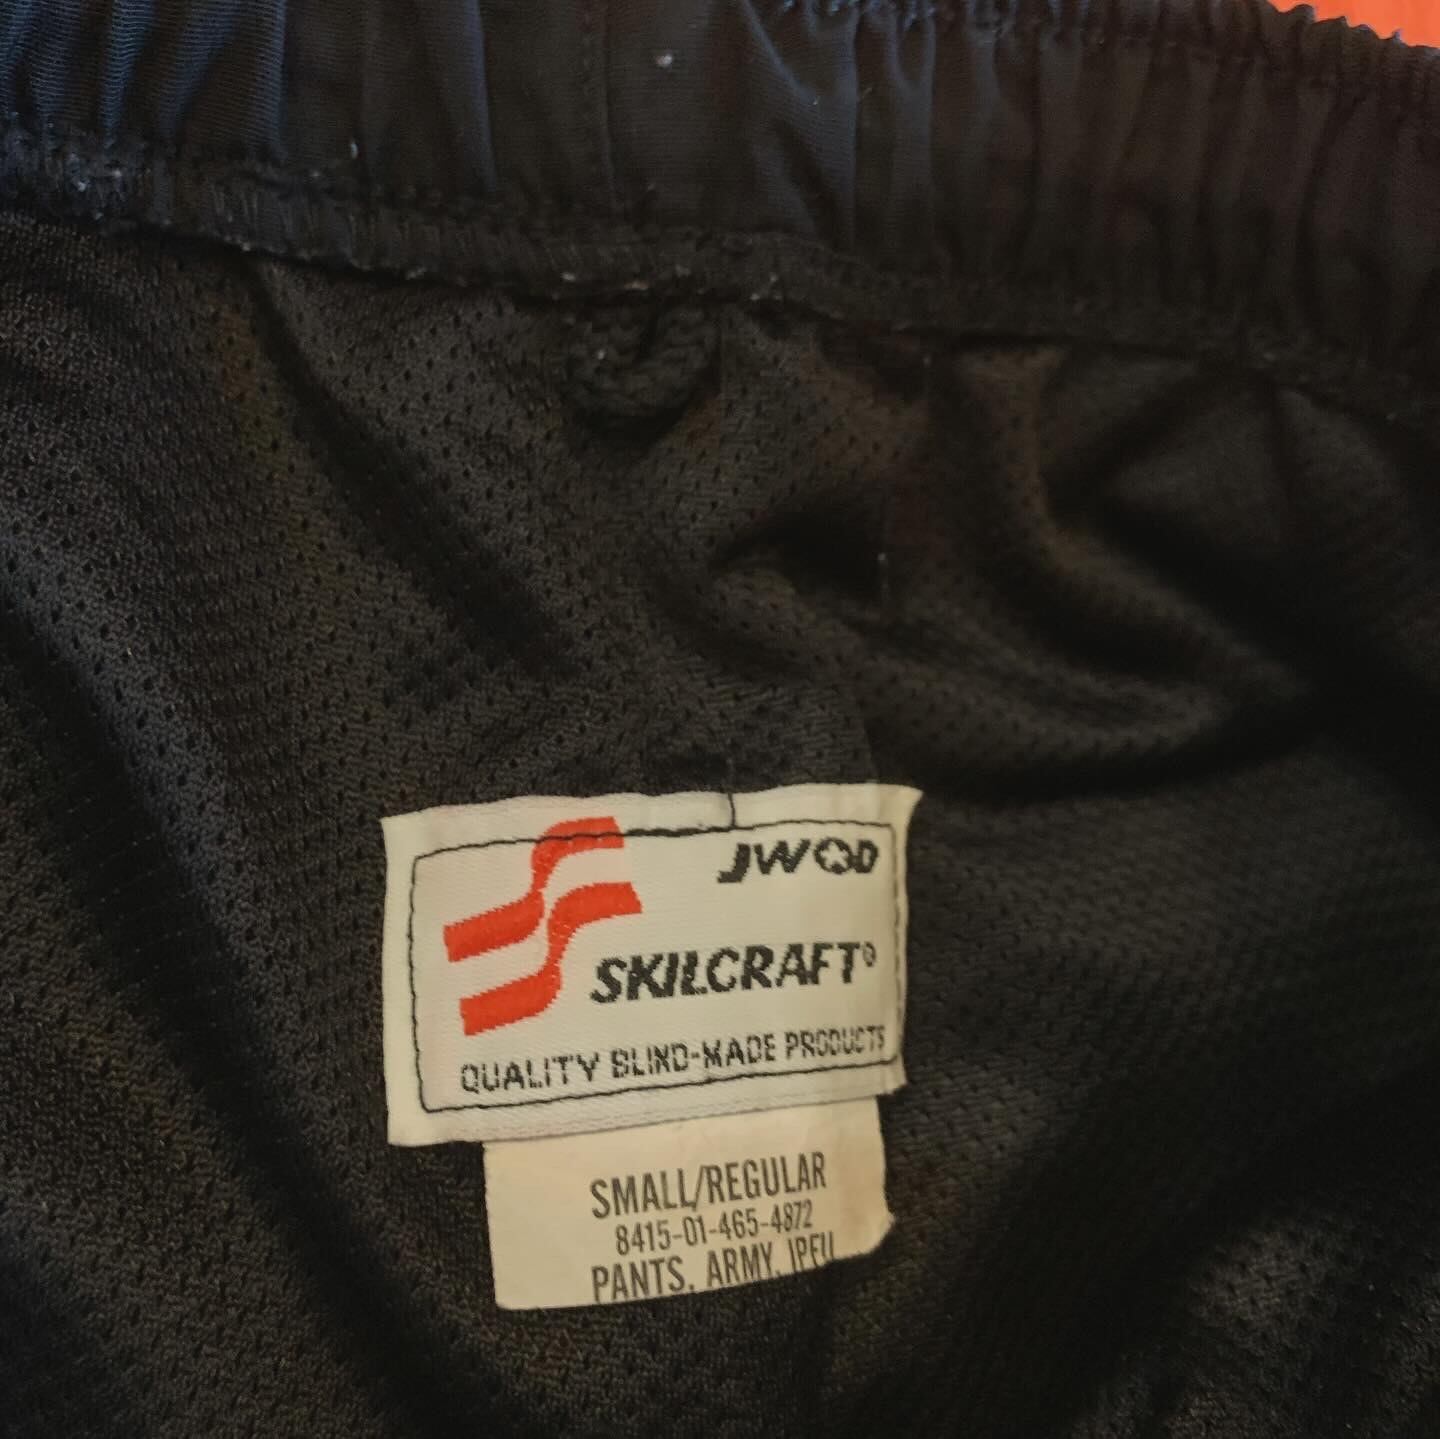 JWOD
SKILCRAFT®
QUALITY BLIND-MADE PRODUCTS
SMALL/REGULAR
8415-01-465-4872
PANTS, ARMY, IPFU